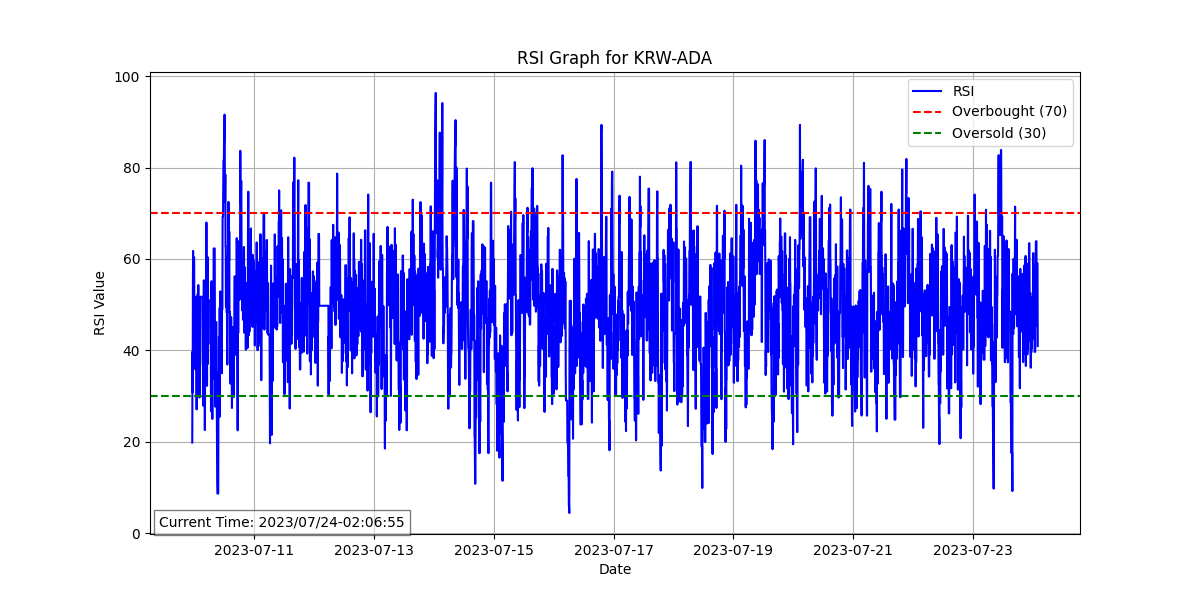 RSI Graph for KRW-ADA
RSI
Overbought (70)
Oversold (30)
RSI Value
100
80
60
40
20
0
Current Time: 2023/07/24-02:06:55
2023-07-11
2023-07-13
2023-07-15
2023-07-17
2023-07-19
2023-07-21
2023-07-23
Date